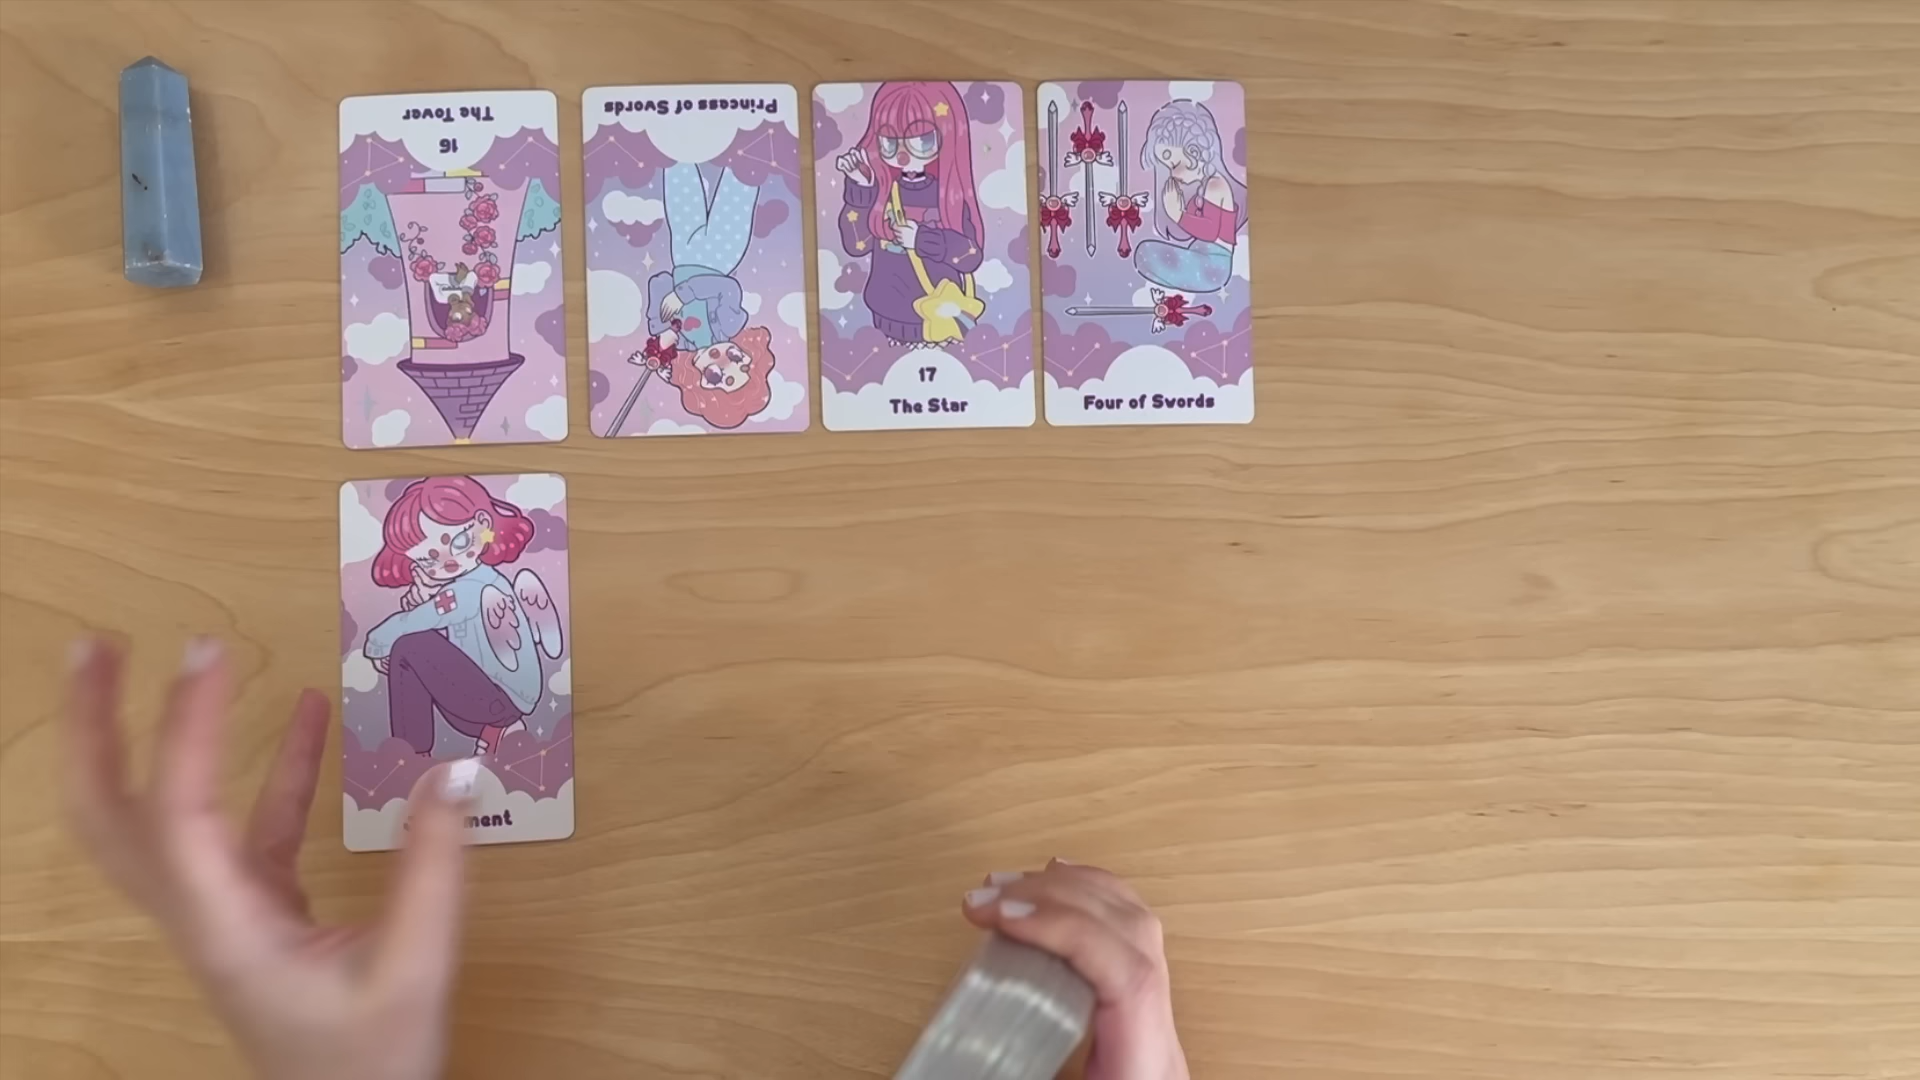 The Tower
16
Princess of Swords
17
The Star
Four of Swords